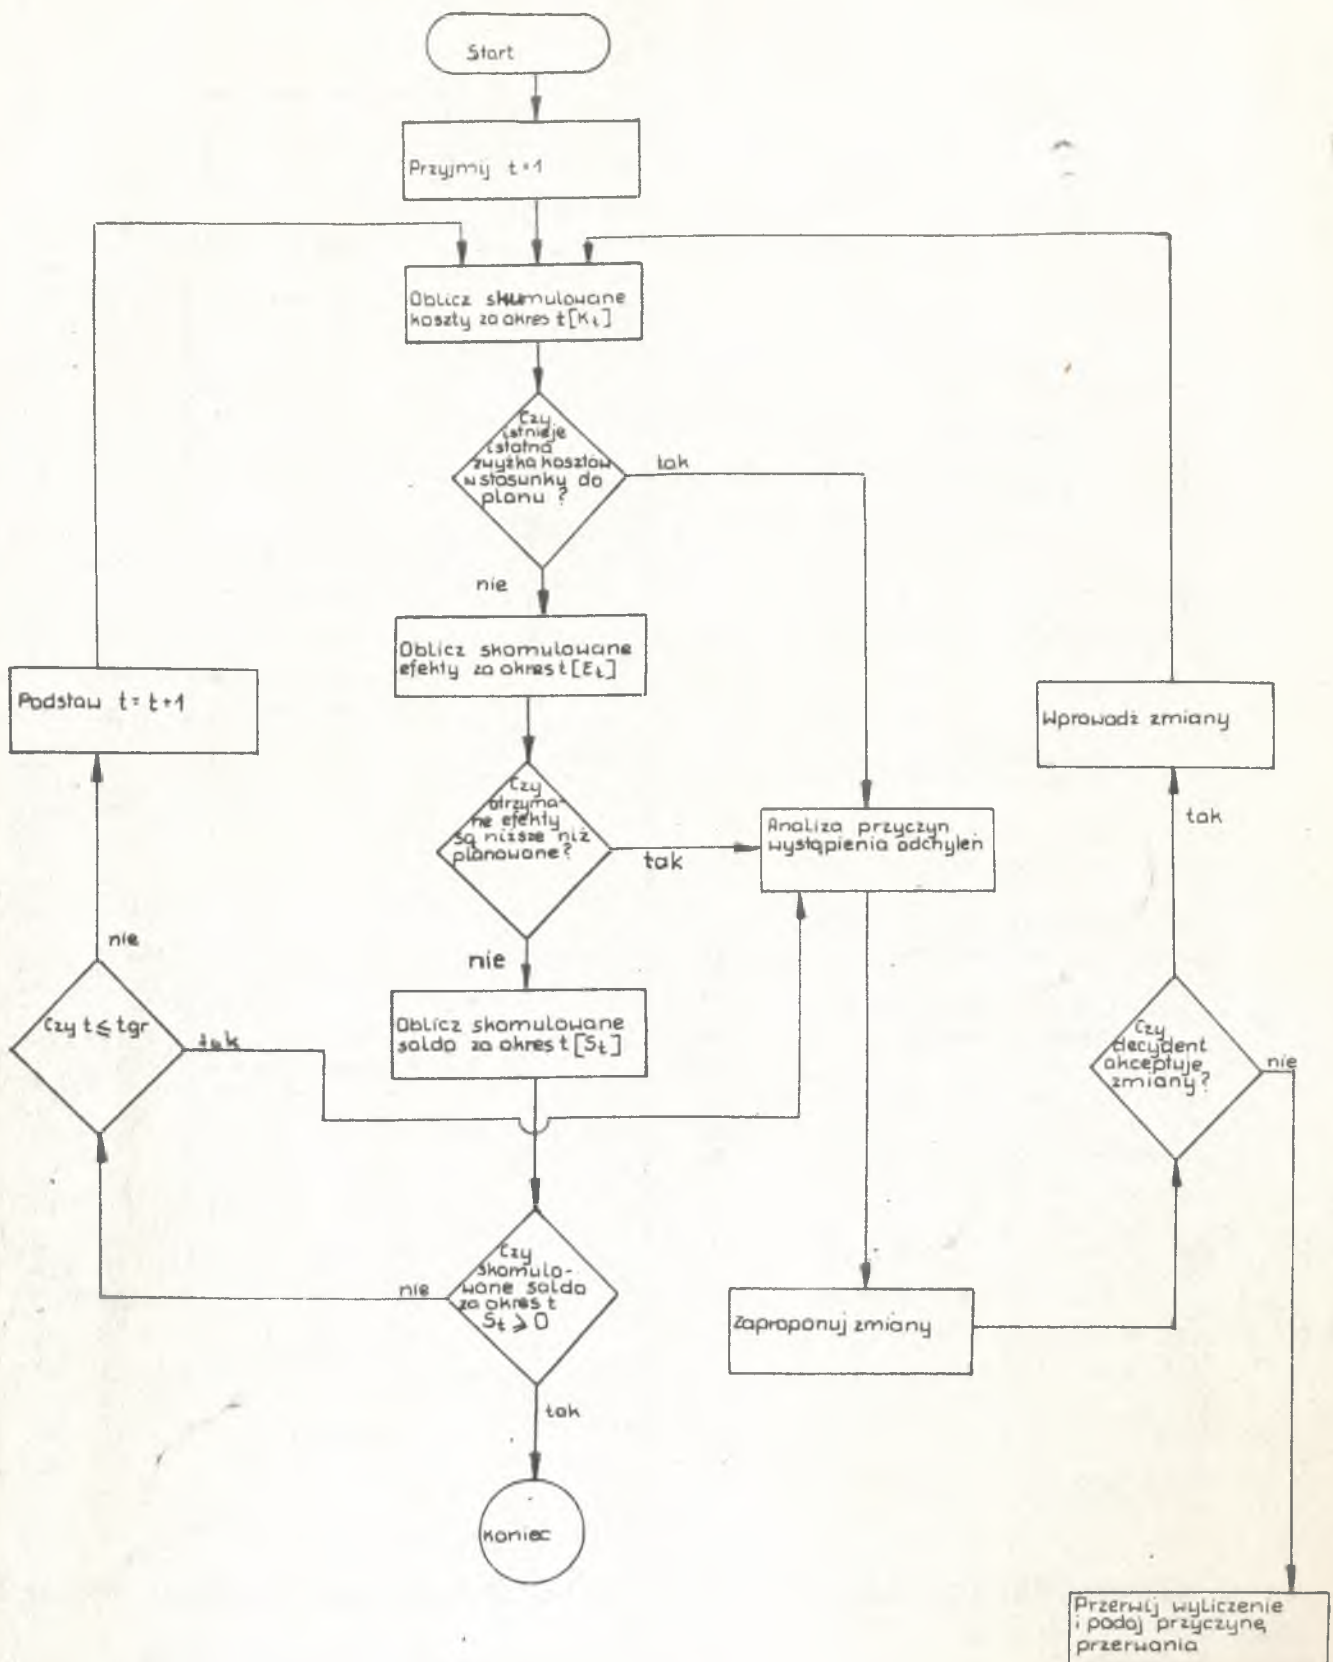 Start
Przyjmij t=1
Oblicz skumulowane
koszty za okres t[Kt]
Czy
istnieje
istotna
zwyżka kosztów
w stosunky do
planu ?
tak
nie
Oblicz skomulowane
efekty za okres t[Et]
Podstaw t= t+1
Wprowadź zmiany
Czy
otrzyma-
ne efekty
są niższe niż
planowane?
tak
nie
Analiza przyczyn
wystąpienia odchyleń
tak
nie
Czy t ≤ tgr
tak
Oblicz skomulowane
saldo za okres t[St]
Czy
decydent
akceptuje
zmiany?
nie
Czy
skomulo-
wane saldo
za okres t
St ⩾ 0
nie
tak
Zaproponuj zmiany
koniec
Przerwij wyliczenie
i podaj przyczynę
przerwania